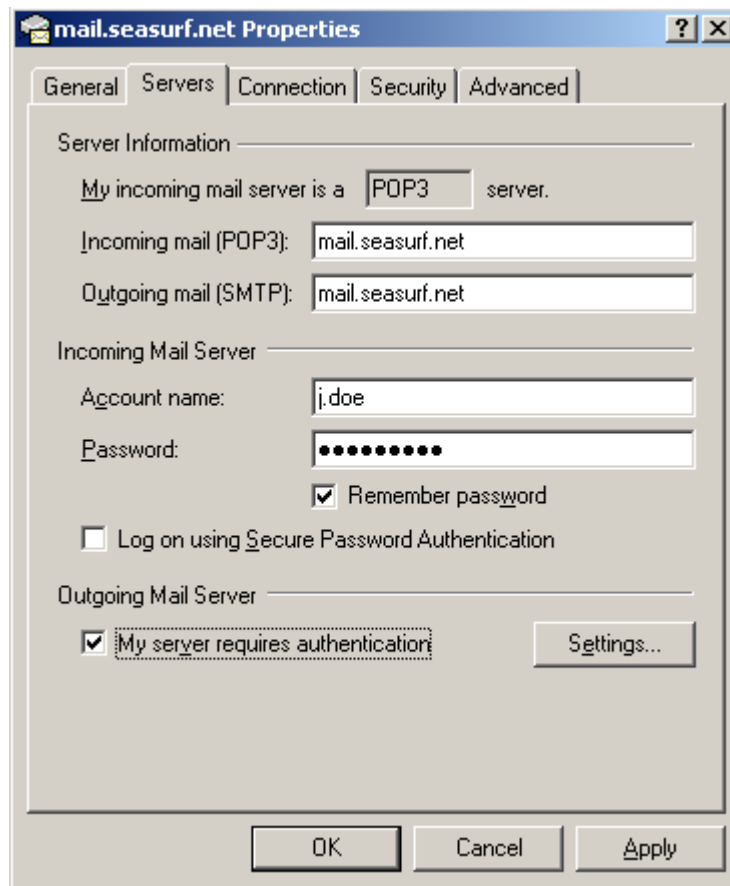 mail.seasurf.net Properties
General Servers Connection Security Advanced
Server Information
My incoming mail server is a POP3 server.
Incoming mail (POP3): mail.seasurf.net
Outgoing mail (SMTP): mail.seasurf.net
Incoming Mail Server
Account name: j.doe
Password: •••••••••
Remember password
Log on using Secure Password Authentication
Outgoing Mail Server
My server requires authentication Settings...
OK Cancel Apply